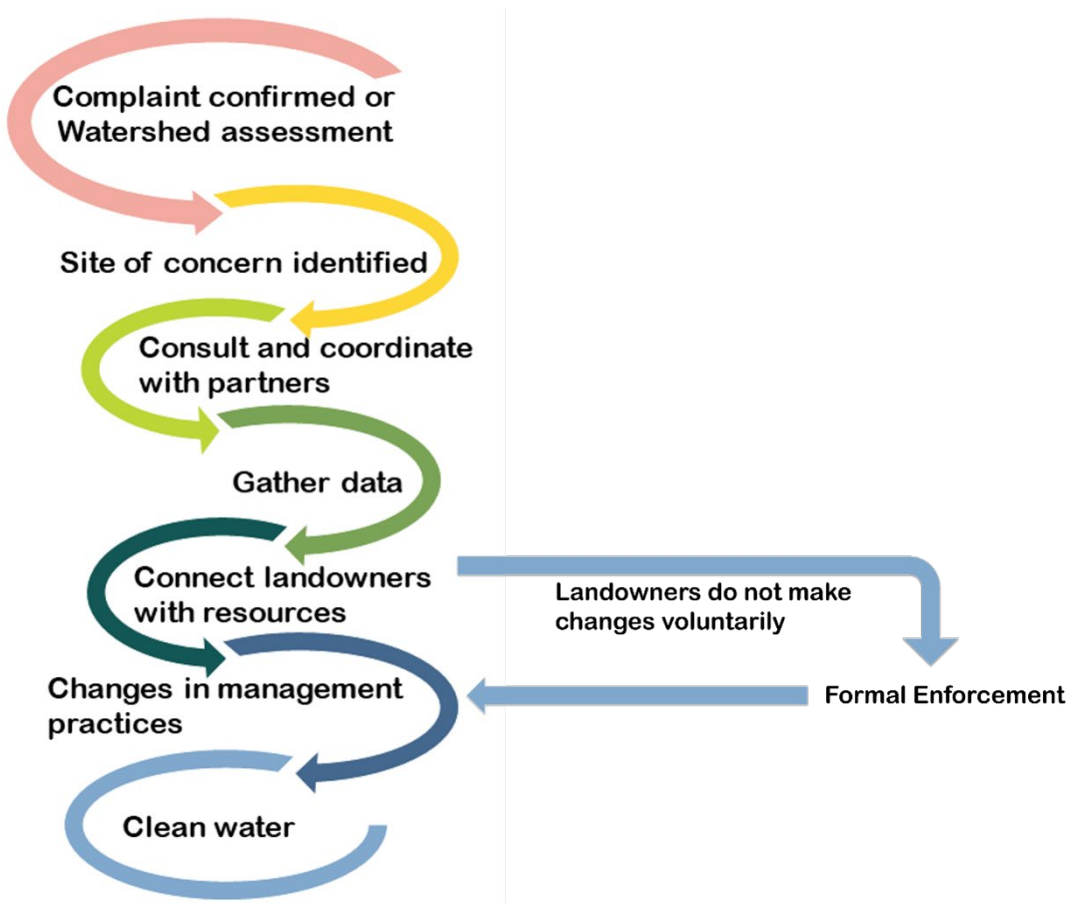 Complaint confirmed or
Watershed assessment
Site of concern identified
Consult and coordinate
with partners
Gather data
Connect landowners
with resources
Landowners do not make
changes voluntarily
Changes in management
practices
Formal Enforcement
Clean water